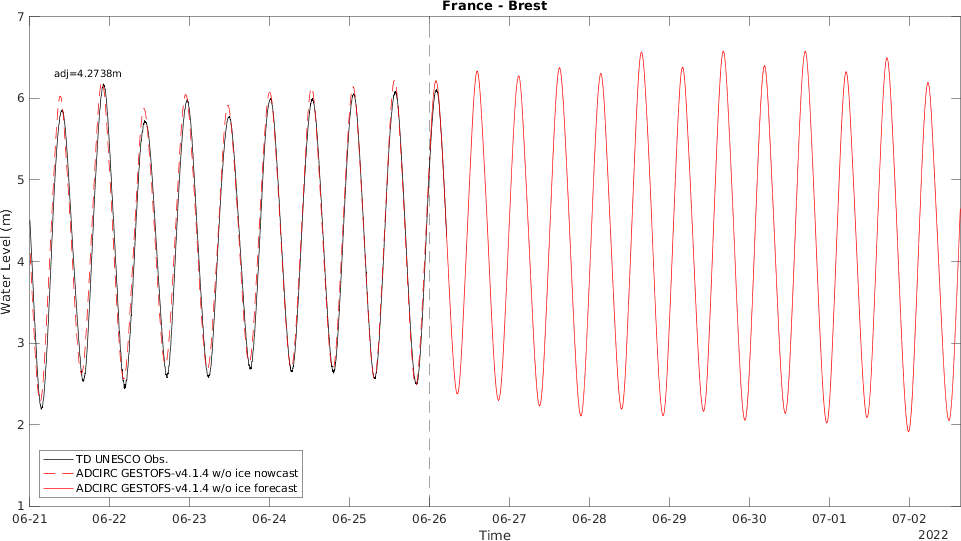 France - Brest
7
adj=4.2738m
6
5
4
3
2
1
Water Level (m)
TD UNESCO Obs.
ADCIRC GESTOFS-v4.1.4 w/o ice nowcast
ADCIRC GESTOFS-v4.1.4 w/o ice forecast
06-21 06-22 06-23 06-24 06-25 06-26 06-27 06-28 06-29 06-30 07-01 07-02
Time
2022